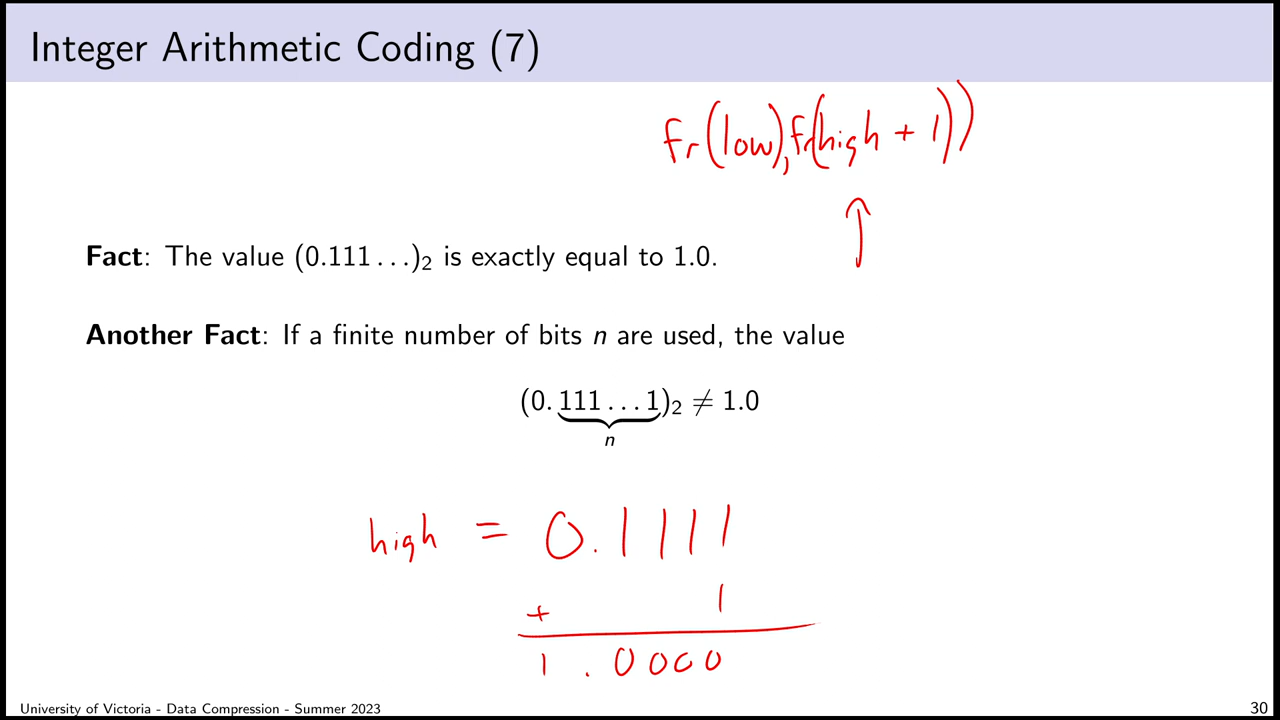 Integer Arithmetic Coding (7)
Fr(low), Fr(high + 1))
Fact: The value (0.111...)₂ is exactly equal to 1.0.
Another Fact: If a finite number of bits n are used, the value
(0.111...1)₂ ≠ 1.0
n
high = 0.1111
+ 1
1.0000
University of Victoria - Data Compression - Summer 2023 30